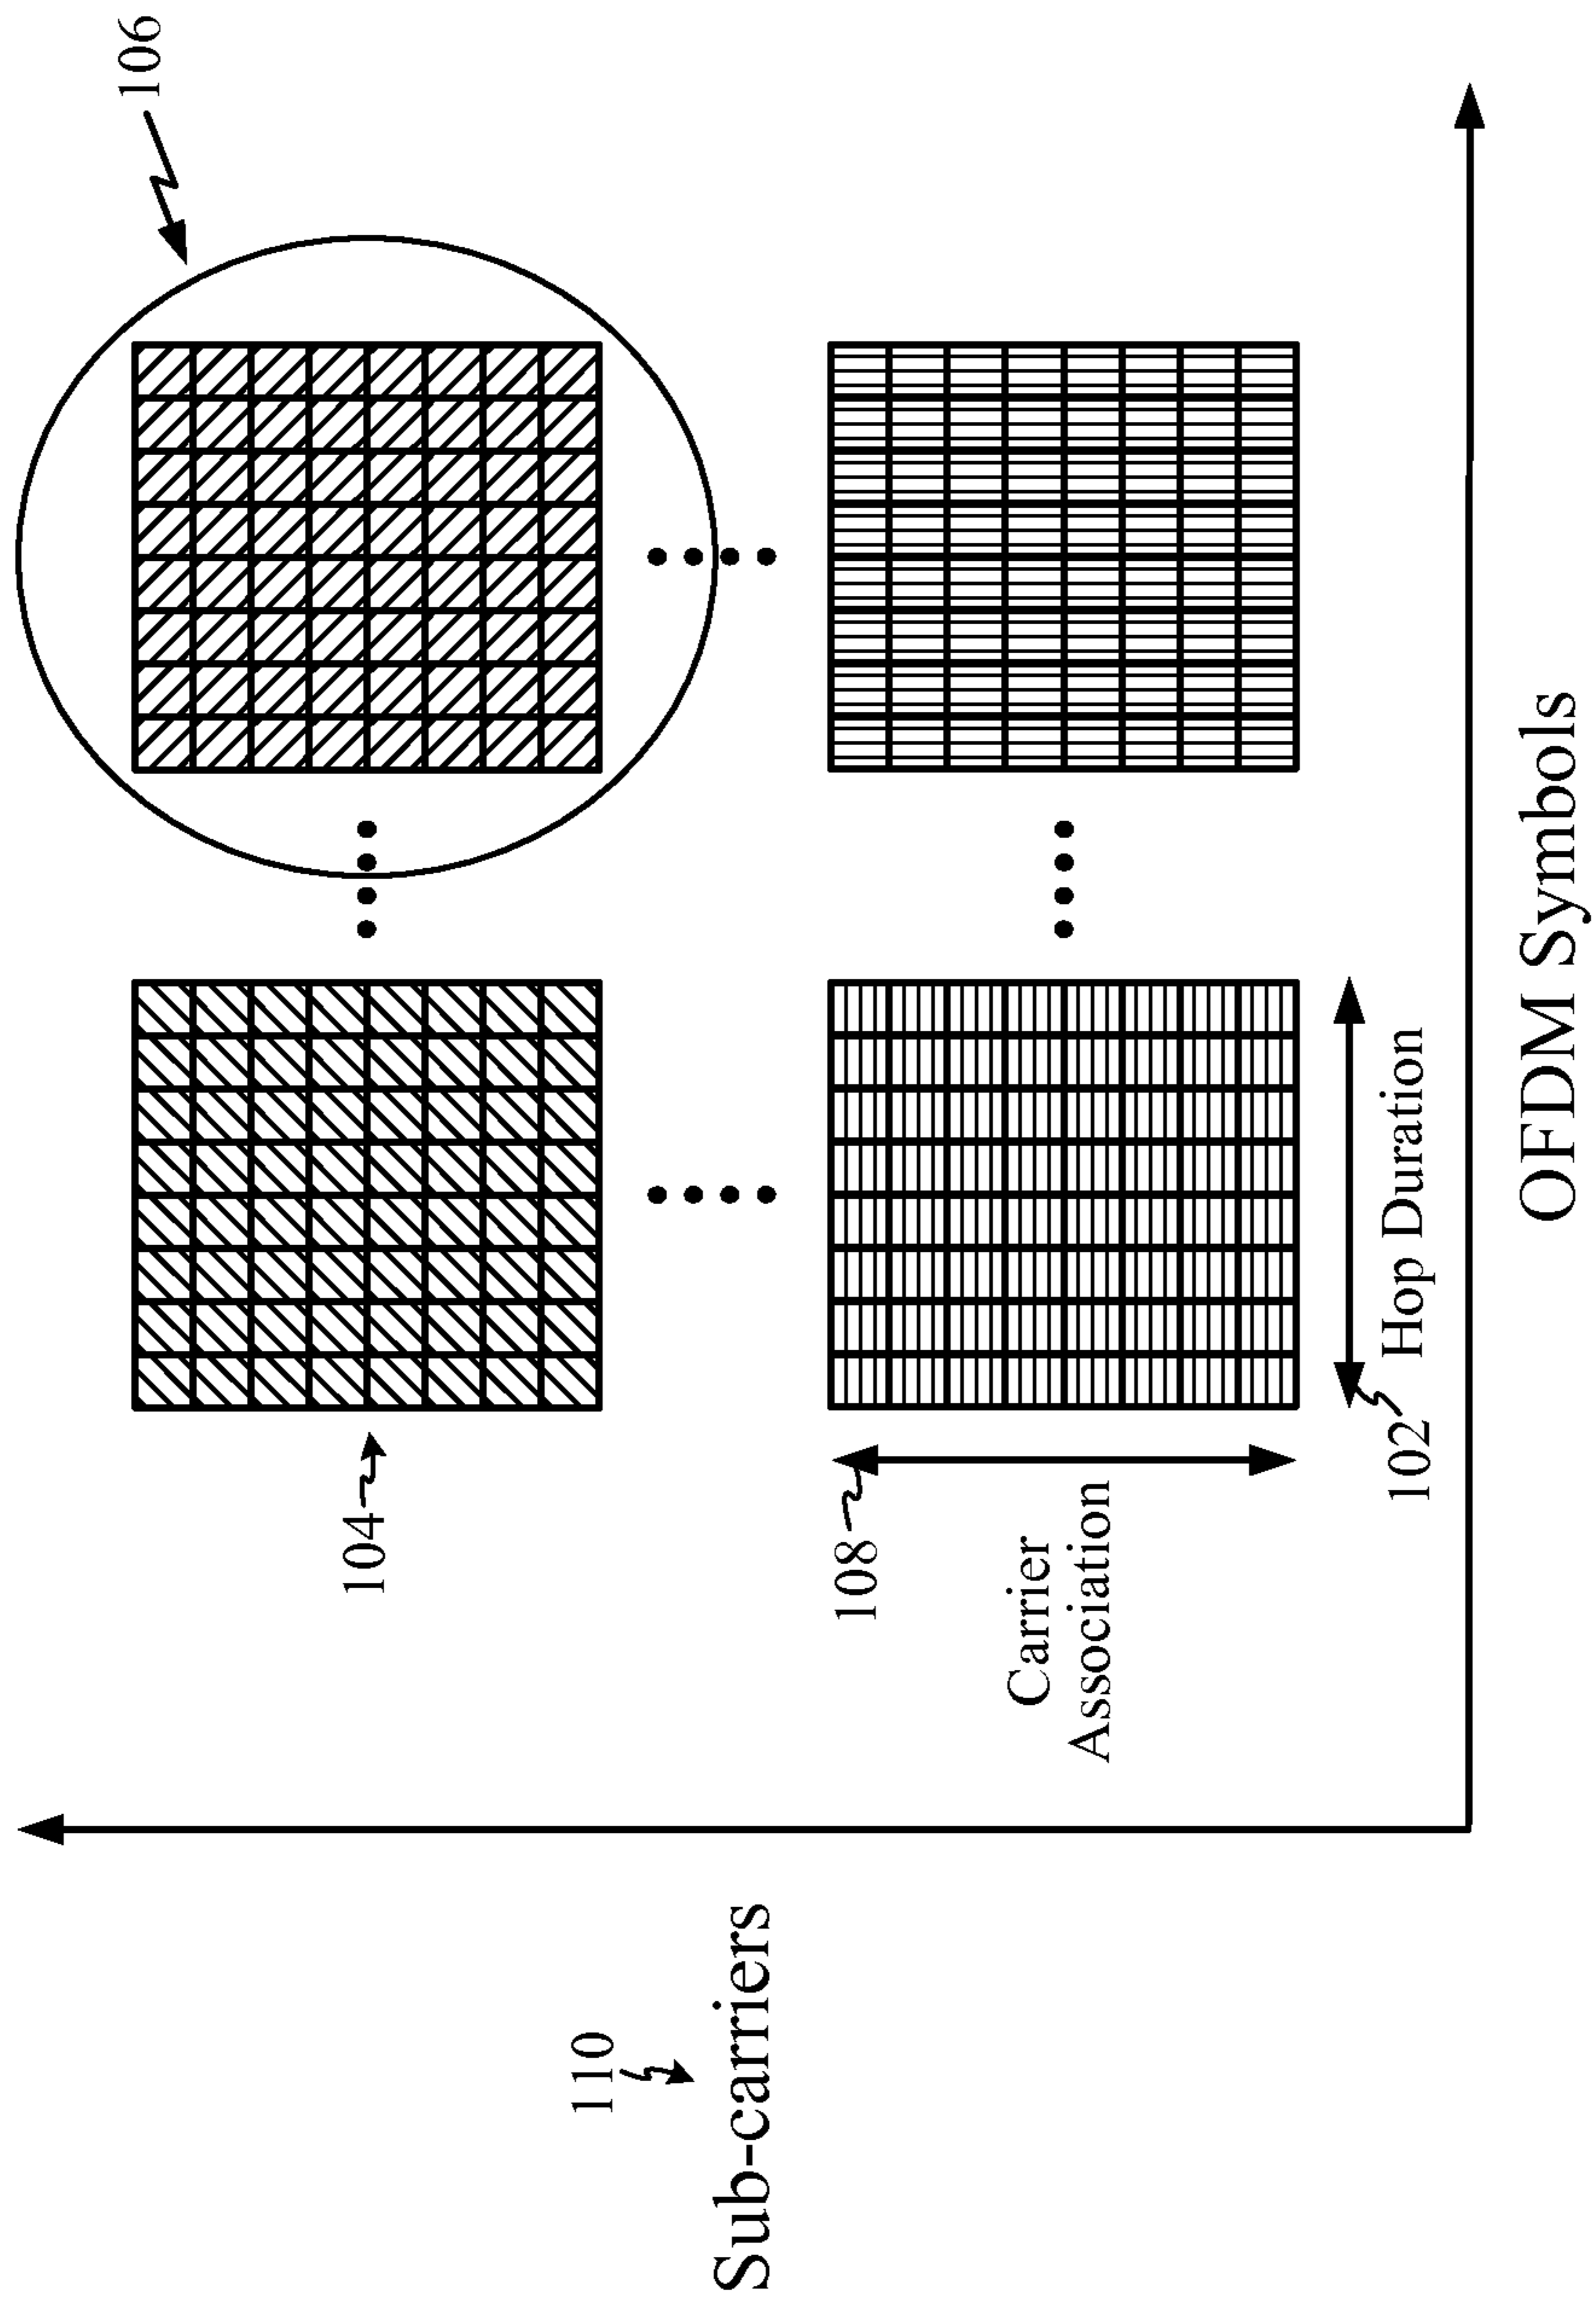 106
104
108
Carrier
Association
102
Hop Duration
110
Sub-carriers
OFDM Symbols